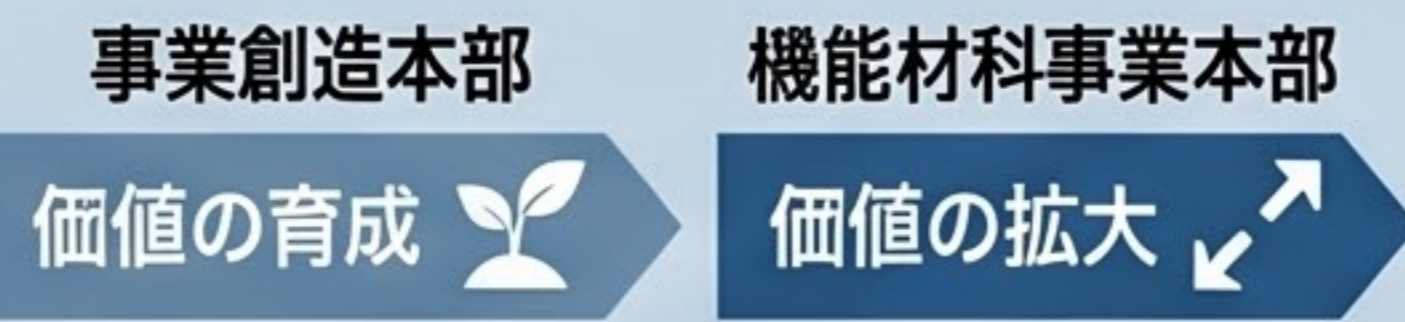 事業創造本部
機能材科事業本部
価値の育成
価値の拡大